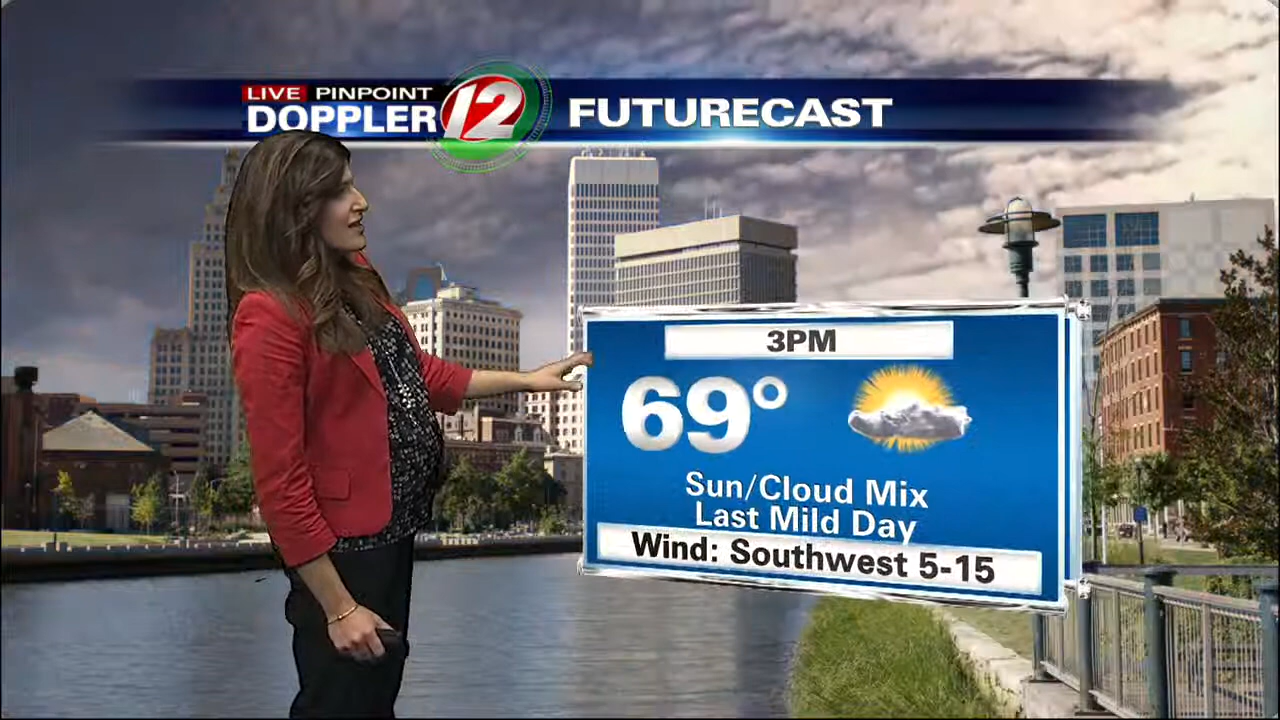 LIVE PINPOINT
DOPPLER 12
FUTURECAST
3PM
69°
Sun/Cloud Mix
Last Mild Day
Wind: Southwest 5-15